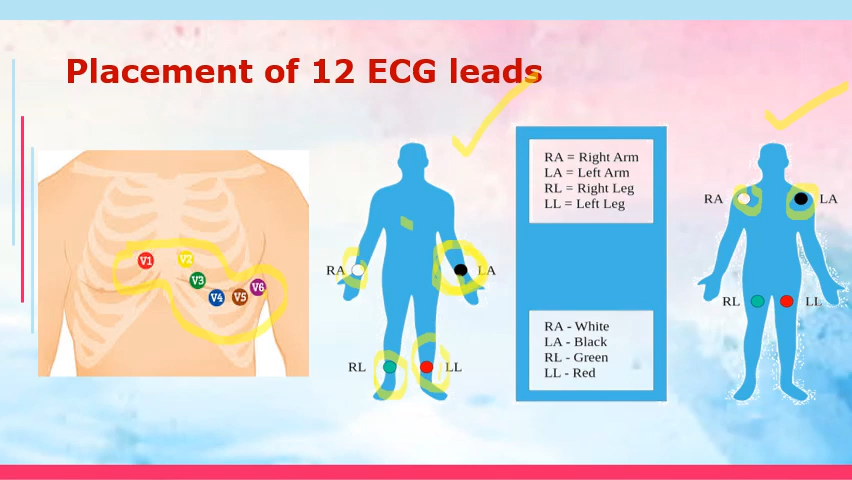 Placement of 12 ECG leads
V1
V2
V3
V4
V5
V6
RA
LA
RL
LL
RA = Right Arm
LA = Left Arm
RL = Right Leg
LL = Left Leg
RA - White
LA - Black
RL - Green
LL - Red
RA
LA
RL
LL